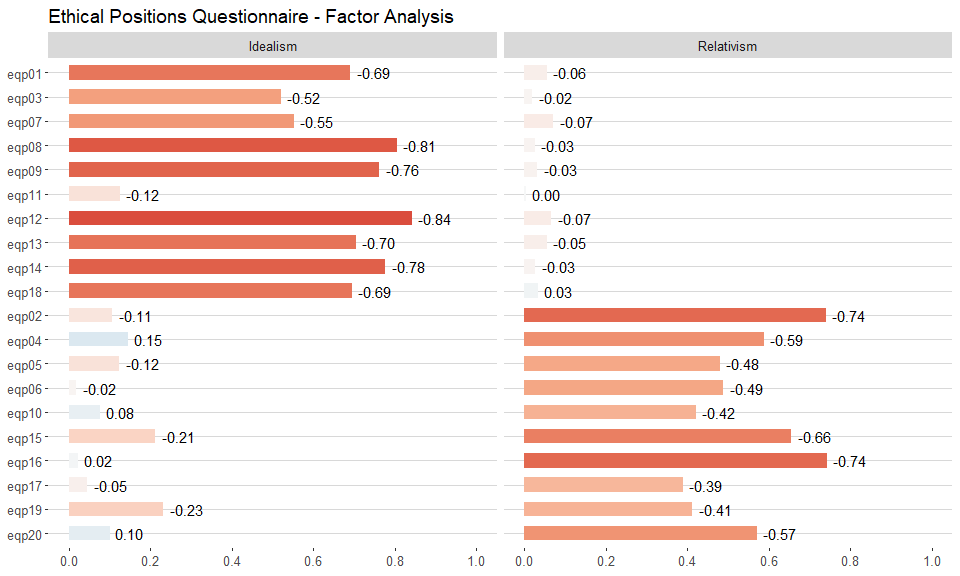 Ethical Positions Questionnaire - Factor Analysis
Idealism Relativism
eqp01 -0.69 -0.06
eqp03 -0.52 -0.02
eqp07 -0.55 -0.07
eqp08 -0.81 -0.03
eqp09 -0.76 -0.03
eqp11 -0.12 0.00
eqp12 -0.84 -0.07
eqp13 -0.70 -0.05
eqp14 -0.78 -0.03
eqp18 -0.69 0.03
eqp02 -0.11 -0.74
eqp04 0.15 -0.59
eqp05 -0.12 -0.48
eqp06 -0.02 -0.49
eqp10 0.08 -0.42
eqp15 -0.21 -0.66
eqp16 0.02 -0.74
eqp17 -0.05 -0.39
eqp19 -0.23 -0.41
eqp20 0.10 -0.57
0.0 0.2 0.4 0.6 0.8 1.0 0.0 0.2 0.4 0.6 0.8 1.0